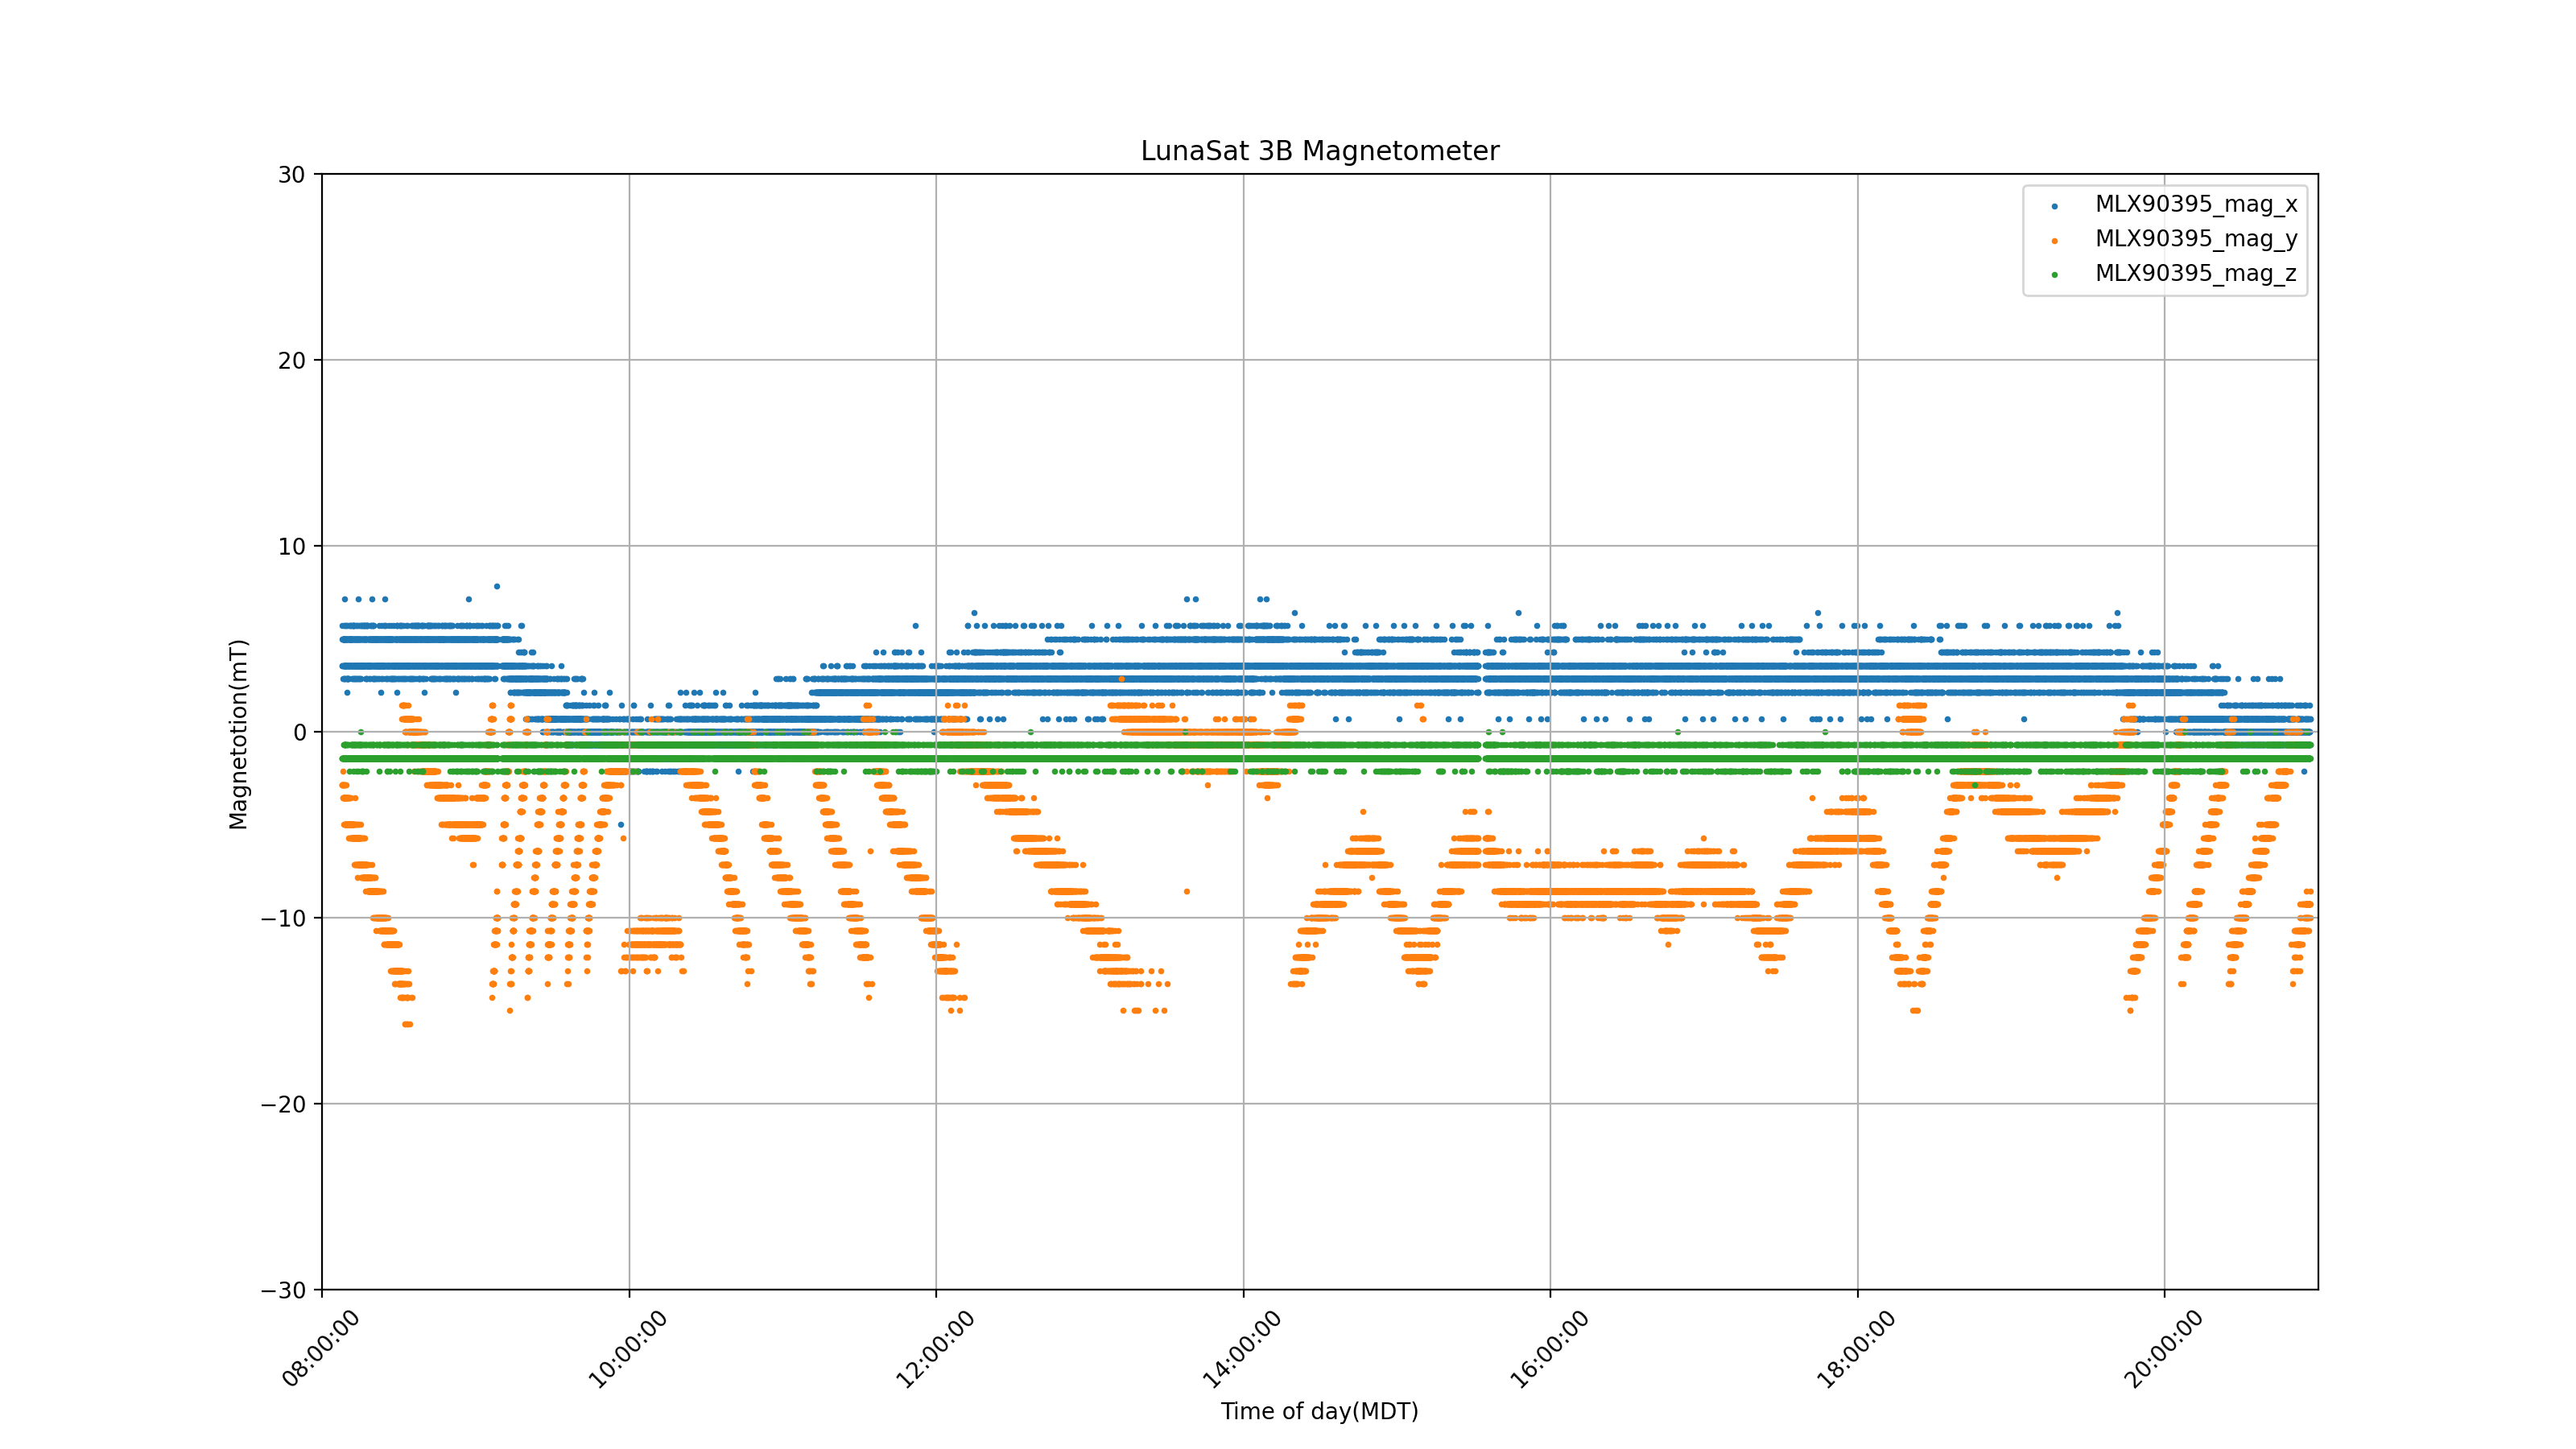 LunaSat 3B Magnetometer
30
20
10
0
−10
−20
−30
Magnetotion(mT)
MLX90395_mag_x
MLX90395_mag_y
MLX90395_mag_z
08:00:00
10:00:00
12:00:00
14:00:00
16:00:00
18:00:00
20:00:00
Time of day(MDT)